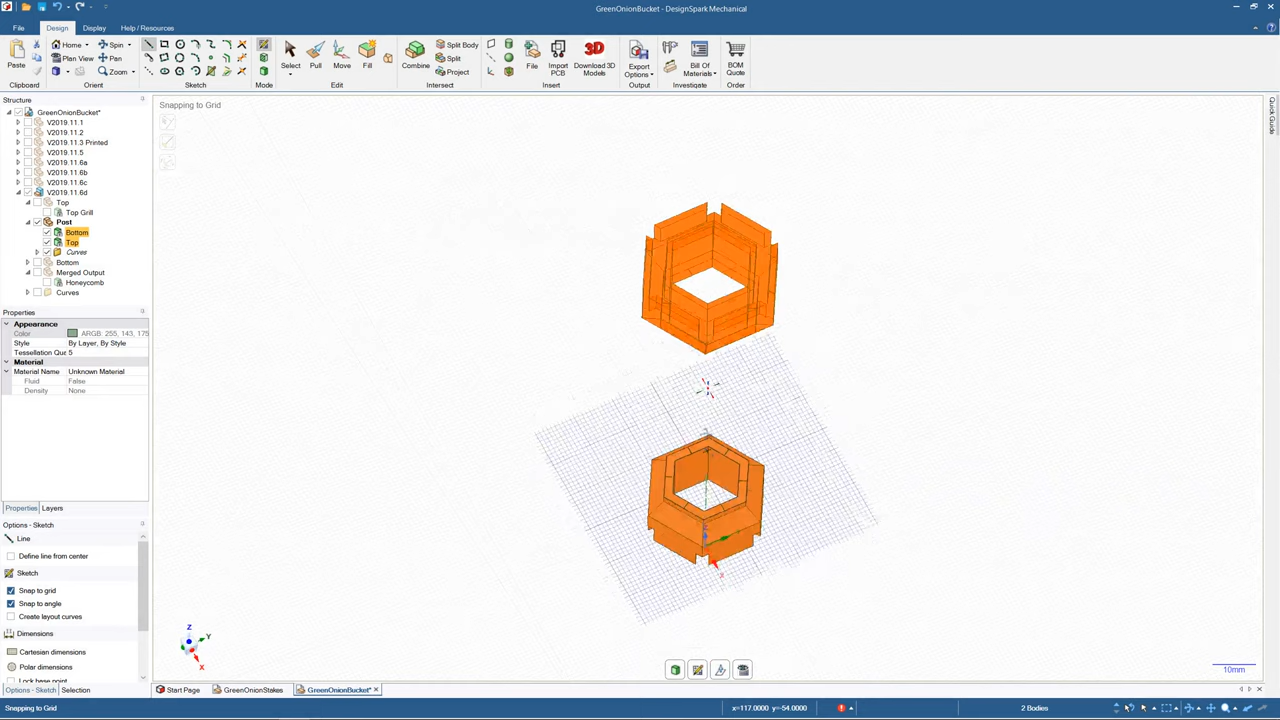 GreenOnionBucket - DesignSpark Mechanical
File Design Display Help / Resources
Home Spin
Plan View Pan
Zoom
Paste
Select Pull Move Fill
Combine
Split Body
Split
Project
File Import PCB Download 3D Models
Export Options
Bill Of Materials
BOM Quote
Clipboard Orient Sketch Mode Edit Intersect Insert Output Investigate Order
Structure
GreenOnionBucket*
V2019.11.1
V2019.11.2
V2019.11.3 Printed
V2019.11.5
V2019.11.6a
V2019.11.6b
V2019.11.6c
V2019.11.6d
Top
Top Grill
Post
Bottom
Top
Curves
Bottom
Merged Output
Honeycomb
Curves
Snapping to Grid
Quick Guide
Properties
Appearance
Color ARGB: 255, 143, 175
Style By Layer, By Style
Tessellation Qua 5
Material
Material Name Unknown Material
Fluid False
Density None
Properties Layers
Options - Sketch
Line
Define line from center
Sketch
Snap to grid
Snap to angle
Create layout curves
Dimensions
Cartesian dimensions
Polar dimensions
Lock base point
Options - Sketch Selection
Z
Y
X
Z
X
10mm
Start Page GreenOnionStakes GreenOnionBucket*
Snapping to Grid x=117.0000 y=-54.0000 2 Bodies